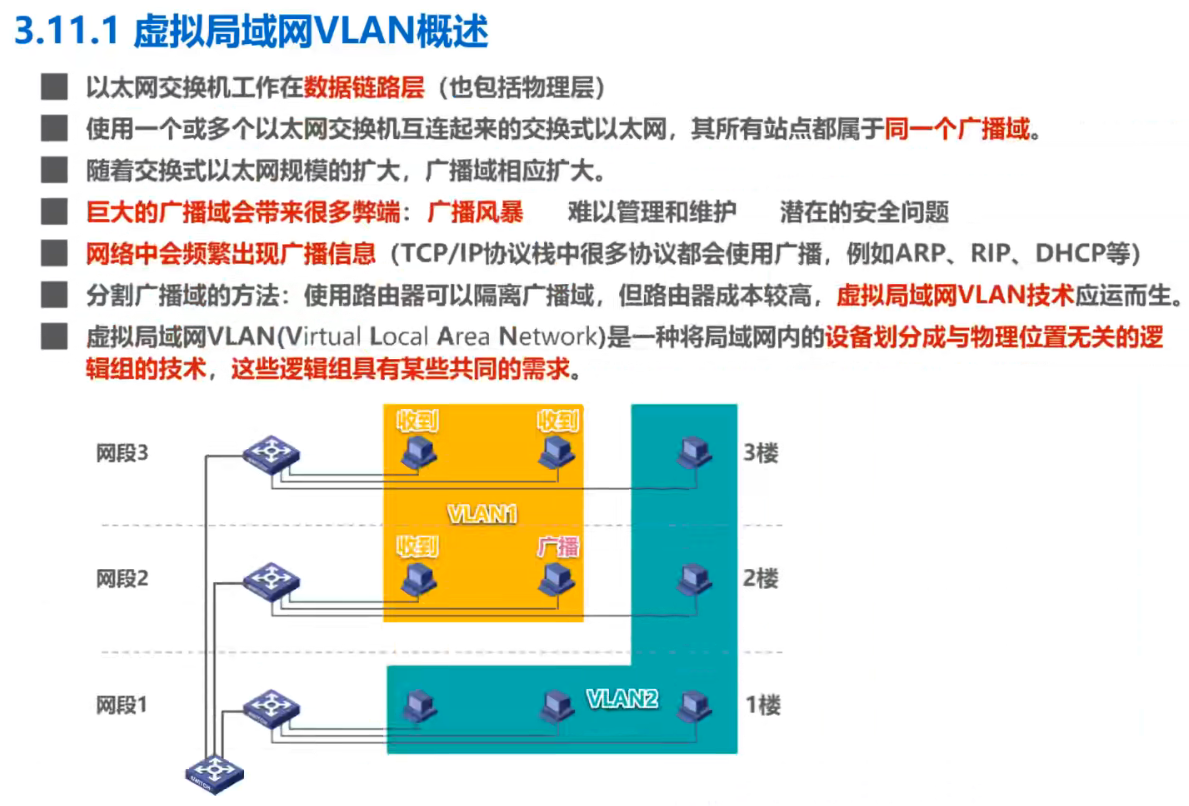 3.11.1 虚拟局域网VLAN概述
以太网交换机工作在数据链路层（也包括物理层）
使用一个或多个以太网交换机互连起来的交换式以太网，其所有站点都属于同一个广播域。
随着交换式以太网规模的扩大，广播域相应扩大。
巨大的广播域会带来很多弊端：广播风暴 难以管理和维护 潜在的安全问题
网络中会频繁出现广播信息（TCP/IP协议栈中很多协议都会使用广播，例如ARP、RIP、DHCP等）
分割广播域的方法：使用路由器可以隔离广播域，但路由器成本较高，虚拟局域网VLAN技术应运而生。
虚拟局域网VLAN(Virtual Local Area Network)是一种将局域网内的设备划分成与物理位置无关的逻
辑组的技术，这些逻辑组具有某些共同的需求。
收到 收到
网段3 3楼
VLAN1
收到 广播
网段2 2楼
VLAN2
网段1 1楼